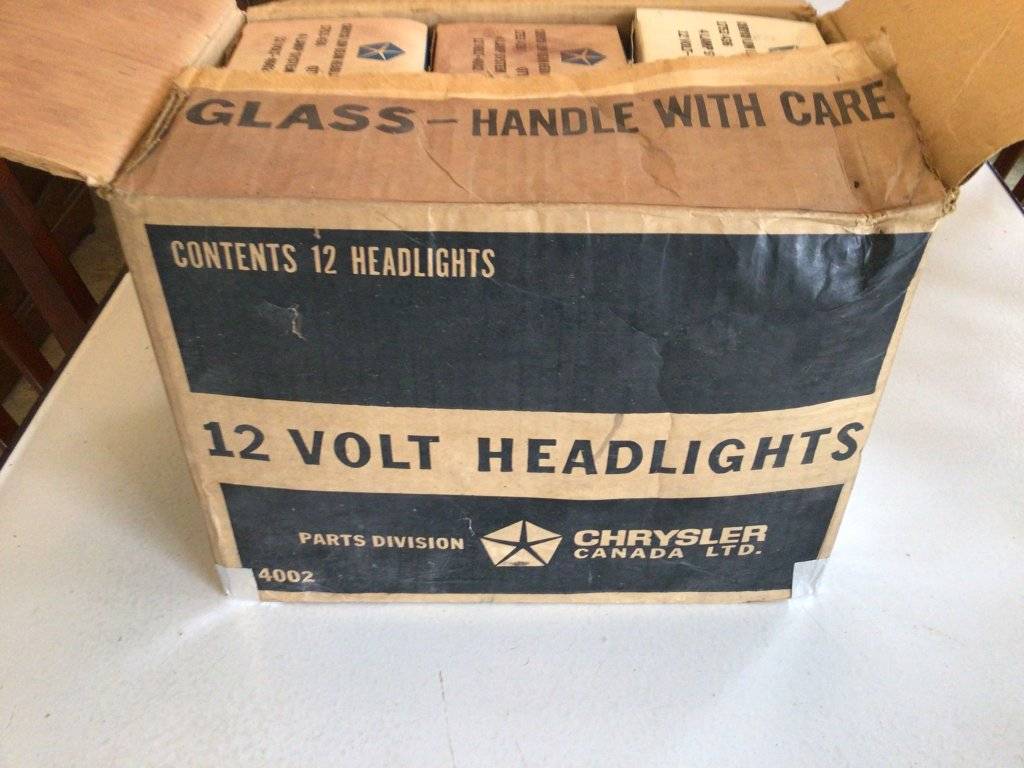 GLASS - HANDLE WITH CARE
CONTENTS 12 HEADLIGHTS
12 VOLT HEADLIGHTS
PARTS DIVISION
CHRYSLER
CANADA LTD.
4002